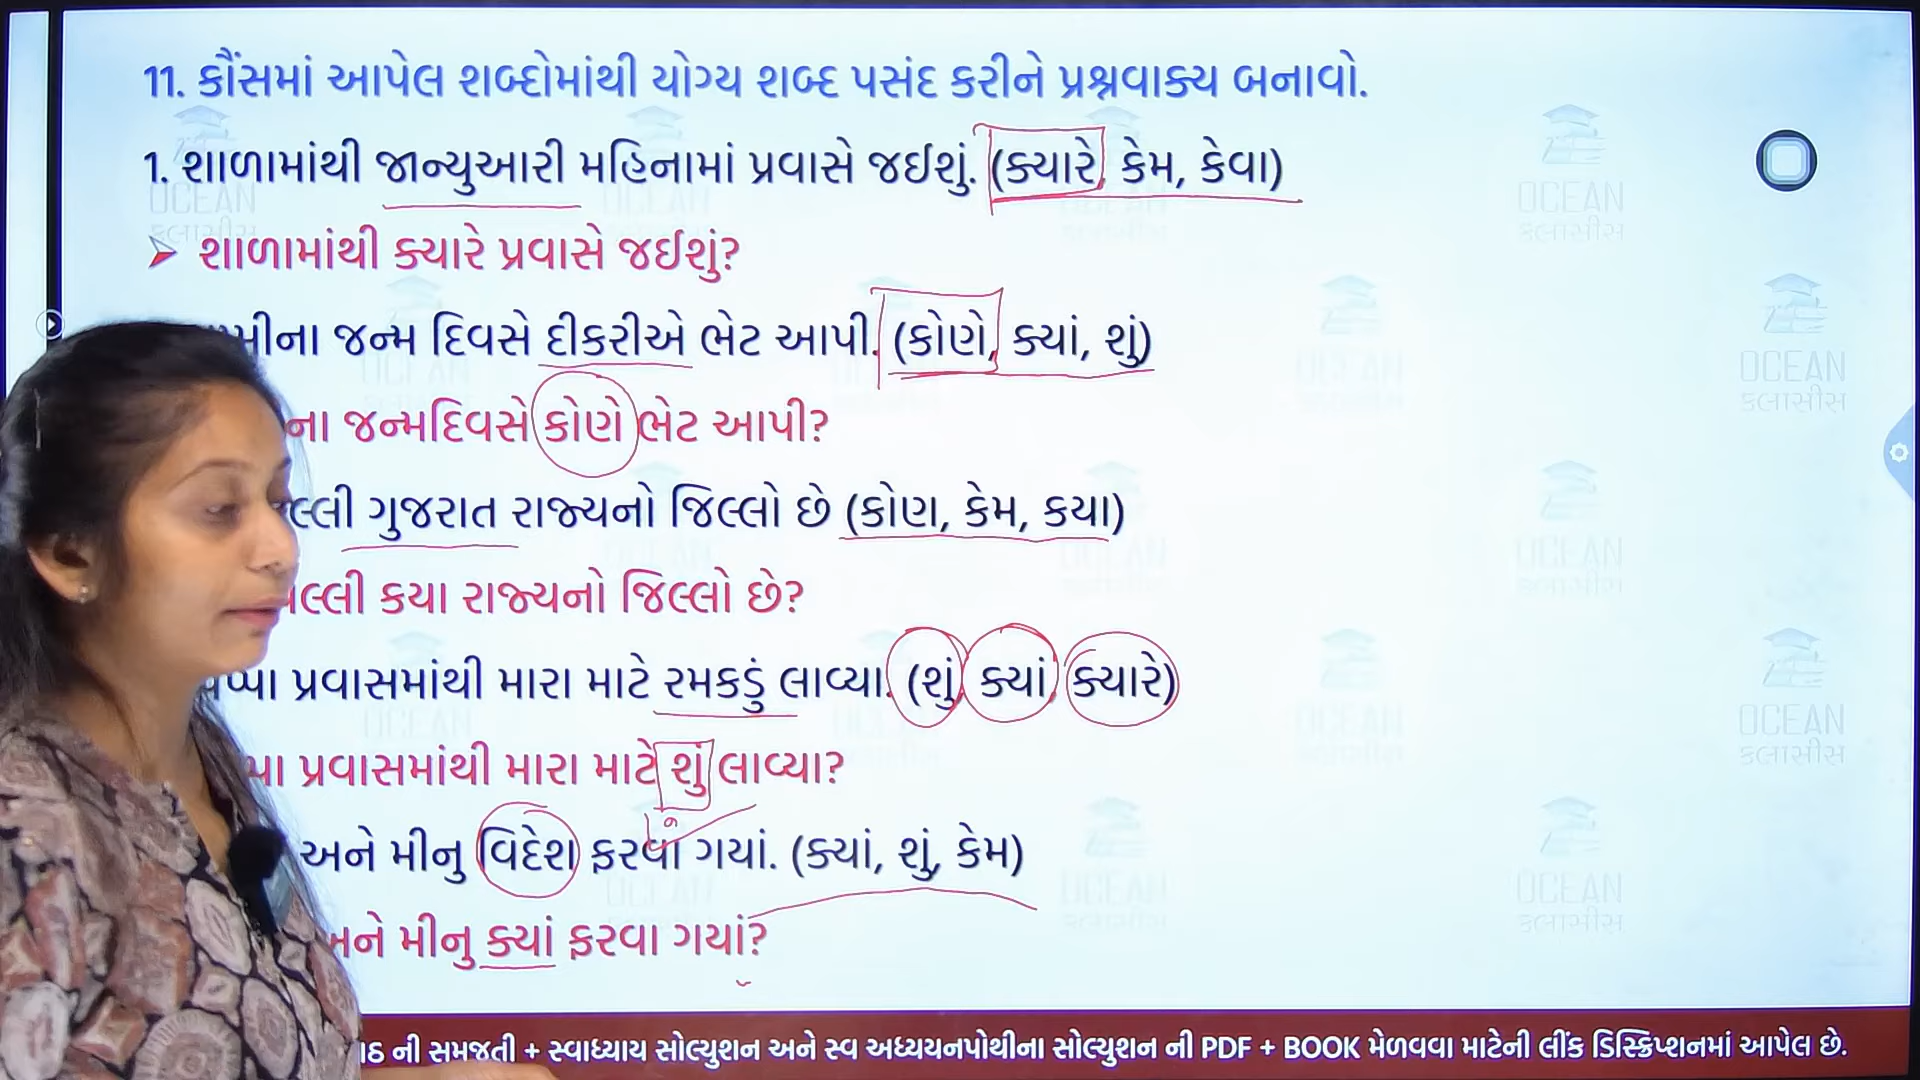 11. કૌંસમાં આપેલ શબ્દોમાંથી યોગ્ય શબ્દ પસંદ કરીને પ્રશ્નવાક્ય બનાવો.
1. શાળામાંથી જાન્યુઆરી મહિનામાં પ્રવાસે જઈશું. (ક્યારે, કેમ, કેવા)
➢ શાળામાંથી ક્યારે પ્રવાસે જઈશું?
જન્મ દિવસે દીકરીએ ભેટ આપી. (કોણે, ક્યાં, શું)
જન્મદિવસે કોણે ભેટ આપી?
ગુજરાત રાજ્યનો જિલ્લો છે (કોણ, કેમ, કયા)
કયા રાજ્યનો જિલ્લો છે?
પ્રવાસમાંથી મારા માટે રમકડું લાવ્યા. (શું, ક્યાં, ક્યારે)
પ્રવાસમાંથી મારા માટે શું લાવ્યા?
અને મીનુ વિદેશ ફરવા ગયાં. (ક્યાં, શું, કેમ)
મીનુ ક્યાં ફરવા ગયાં?
ની સમજતી + સ્વાધ્યાય સોલ્યુશન અને સ્વ અધ્યયનપોથીના સોલ્યુશન ની PDF + BOOK મેળવવા માટેની લીંક ડિસ્ક્રિપ્શનમાં આપેલ છે.
OCEAN
ક્લાસીસ